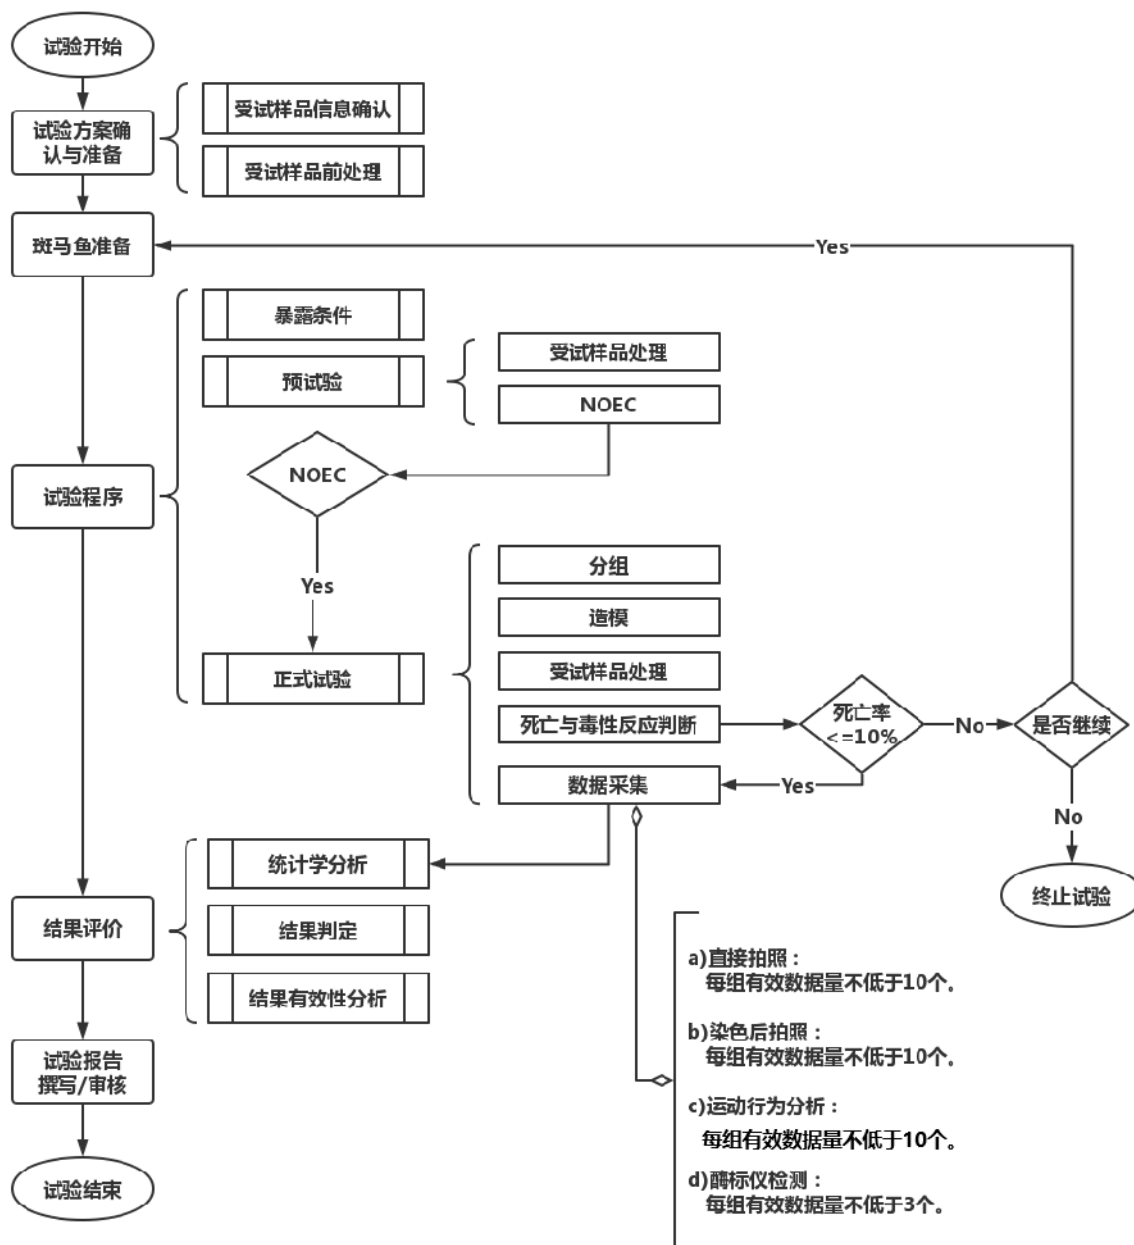 试验开始
试验方案确
认与准备
受试样品信息确认
受试样品前处理
斑马鱼准备
Yes
暴露条件
预试验
受试样品处理
NOEC
NOEC
试验程序
Yes
正式试验
分组
造模
受试样品处理
死亡与毒性反应判断
数据采集
死亡率
<=10%
No
是否继续
Yes
No
终止试验
统计学分析
结果评价
结果判定
结果有效性分析
a)直接拍照：
每组有效数据量不低于10个。
b)染色后拍照：
每组有效数据量不低于10个。
c)运动行为分析：
每组有效数据量不低于10个。
d)酶标仪检测：
每组有效数据量不低于3个。
试验报告
撰写/审核
试验结束